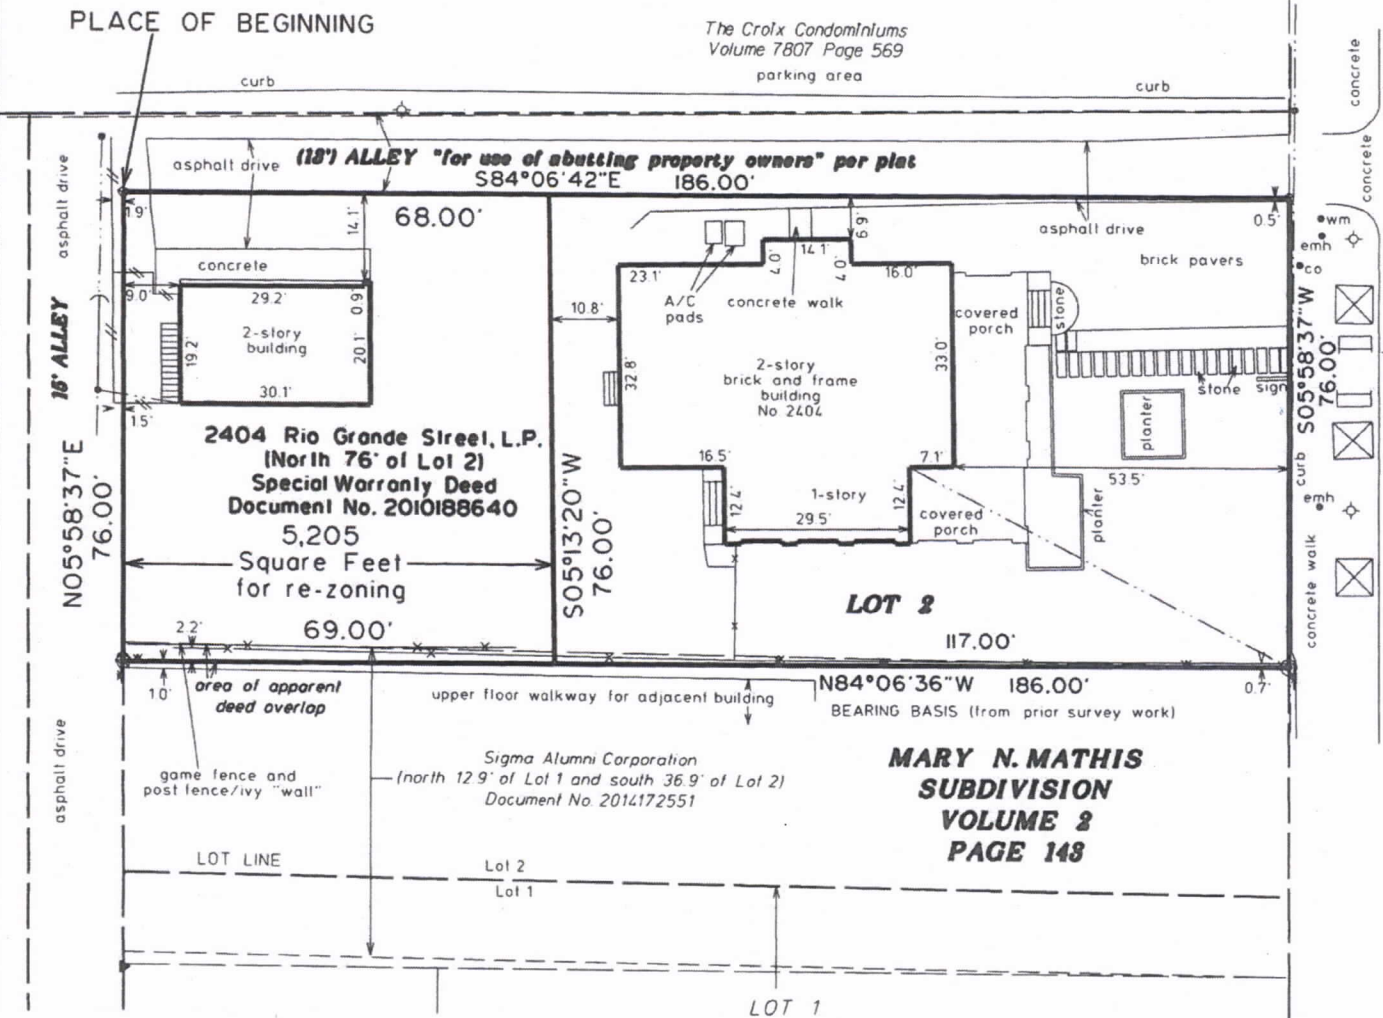 PLACE OF BEGINNING
The Croix Condominiums
Volume 7807 Page 569
parking area
curb
curb
concrete
concrete
asphalt drive
asphalt drive
(18') ALLEY "for use of abutting property owners" per plat
S84°06'42"E 186.00'
1.9'
14.1'
68.00'
6.9'
asphalt drive
0.5'
wm
emh
co
brick pavers
concrete
9.0'
29.2'
0.9'
2-story
building
19.2'
20.1'
30.1'
1.5'
16' ALLEY
10.8'
23.1'
4.0'
14.1'
4.0'
16.0'
A/C
pads
concrete walk
covered
porch
stone
32.8'
33.0'
2-story
brick and frame
building
No 2404
stone
sign
planter
S05°58'37"W
76.00'
curb
2404 Rio Grande Street, L.P.
(North 76' of Lot 2)
Special Warranty Deed
Document No. 2010188640
5,205
Square Feet
for re-zoning
N05°58'37"E
76.00'
S05°13'20"W
76.00'
16.5'
7.1'
53.5'
12.4'
1-story
12.4'
29.5'
covered
porch
planter
emh
concrete walk
LOT 2
2.2'
69.00'
117.00'
1.0'
area of apparent
deed overlap
upper floor walkway for adjacent building
N84°06'36"W 186.00'
0.7'
BEARING BASIS (from prior survey work)
asphalt drive
game fence and
post fence/ivy "wall"
Sigma Alumni Corporation
(north 12.9' of Lot 1 and south 36.9' of Lot 2)
Document No. 2014172551
MARY N. MATHIS
SUBDIVISION
VOLUME 2
PAGE 143
LOT LINE
Lot 2
Lot 1
LOT 1